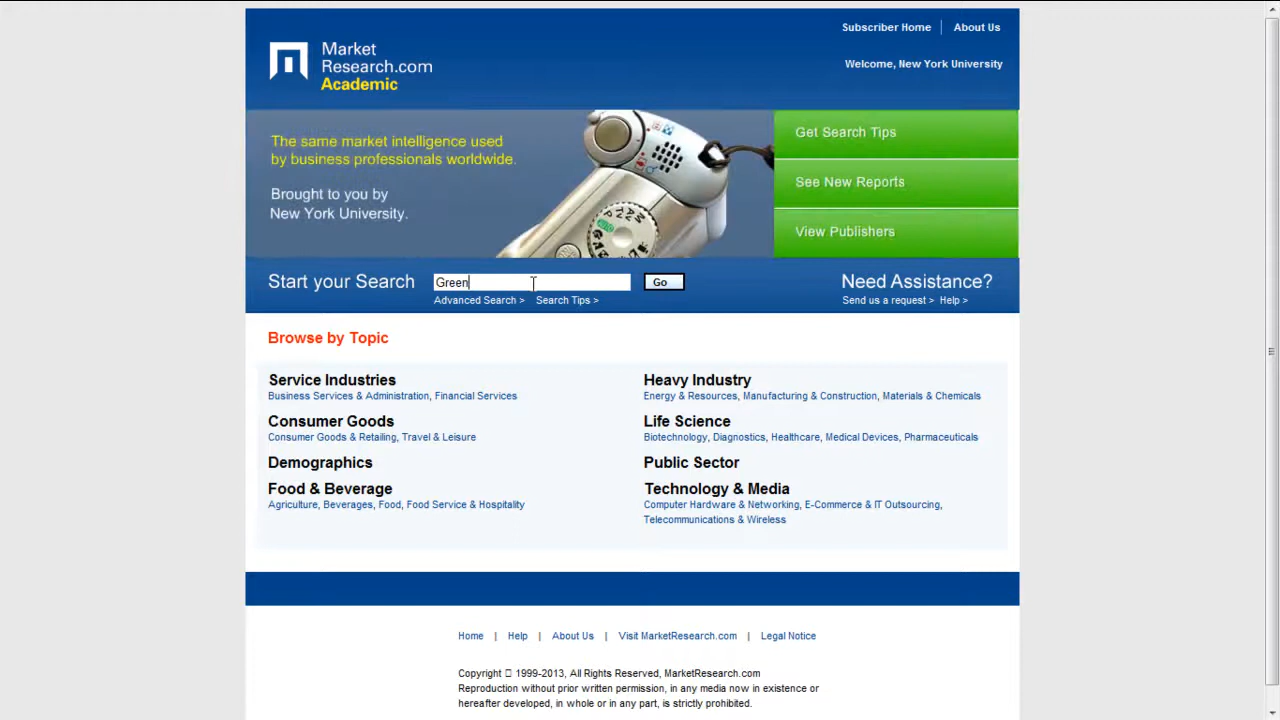 Subscriber Home | About Us
Market
Research.com
Academic
Welcome, New York University
The same market intelligence used
by business professionals worldwide.
Brought to you by
New York University.
Get Search Tips
See New Reports
View Publishers
Start your Search
Green
Go
Advanced Search >
Search Tips >
Need Assistance?
Send us a request >
Help >
Browse by Topic
Service Industries
Business Services & Administration, Financial Services
Consumer Goods
Consumer Goods & Retailing, Travel & Leisure
Demographics
Food & Beverage
Agriculture, Beverages, Food, Food Service & Hospitality
Heavy Industry
Energy & Resources, Manufacturing & Construction, Materials & Chemicals
Life Science
Biotechnology, Diagnostics, Healthcare, Medical Devices, Pharmaceuticals
Public Sector
Technology & Media
Computer Hardware & Networking, E-Commerce & IT Outsourcing,
Telecommunications & Wireless
Home | Help | About Us | Visit MarketResearch.com | Legal Notice
Copyright 1999-2013, All Rights Reserved, MarketResearch.com
Reproduction without prior written permission, in any media now in existence or
hereafter developed, in whole or in any part, is strictly prohibited.